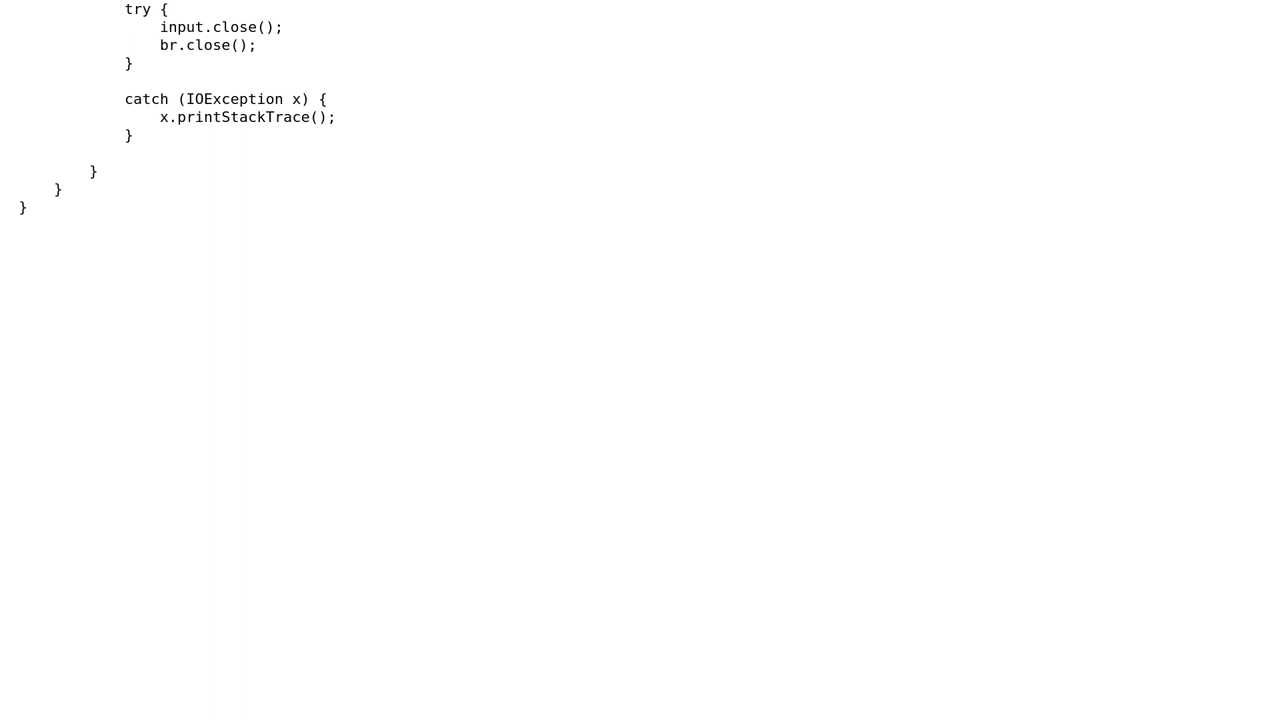 try {
input.close();
br.close();
}
catch (IOException x) {
x.printStackTrace();
}
}
}
}